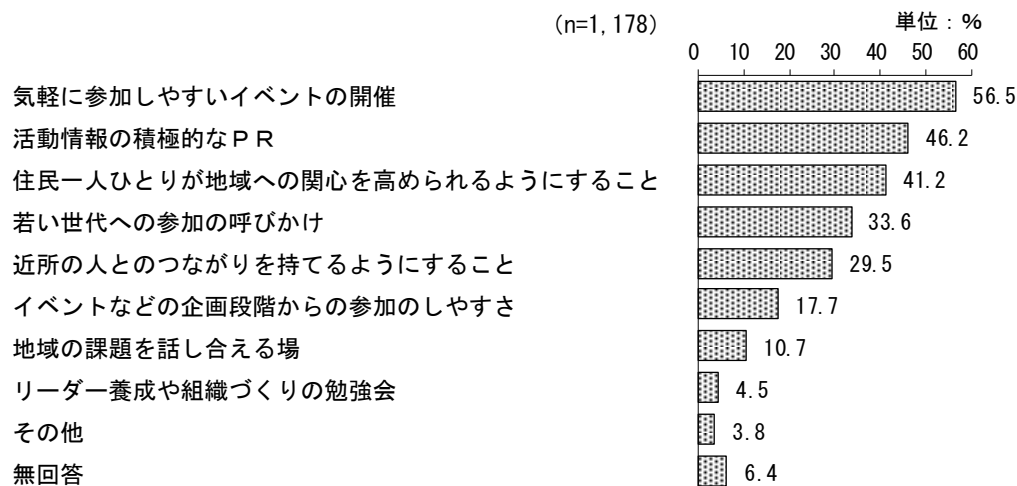 (n=1,178)
単位：%
0 10 20 30 40 50 60
気軽に参加しやすいイベントの開催 56.5
活動情報の積極的なＰＲ 46.2
住民一人ひとりが地域への関心を高められるようにすること 41.2
若い世代への参加の呼びかけ 33.6
近所の人とのつながりを持てるようにすること 29.5
イベントなどの企画段階からの参加のしやすさ 17.7
地域の課題を話し合える場 10.7
リーダー養成や組織づくりの勉強会 4.5
その他 3.8
無回答 6.4